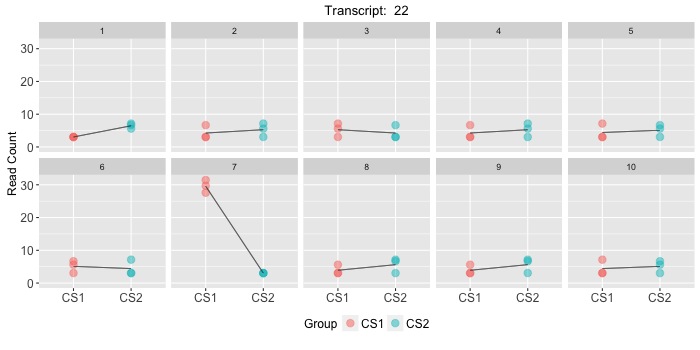 Transcript: 22
1 2 3 4 5
30
20
10
0
Read Count
6 7 8 9 10
30
20
10
0
CS1 CS2 CS1 CS2 CS1 CS2 CS1 CS2 CS1 CS2
Group CS1 CS2